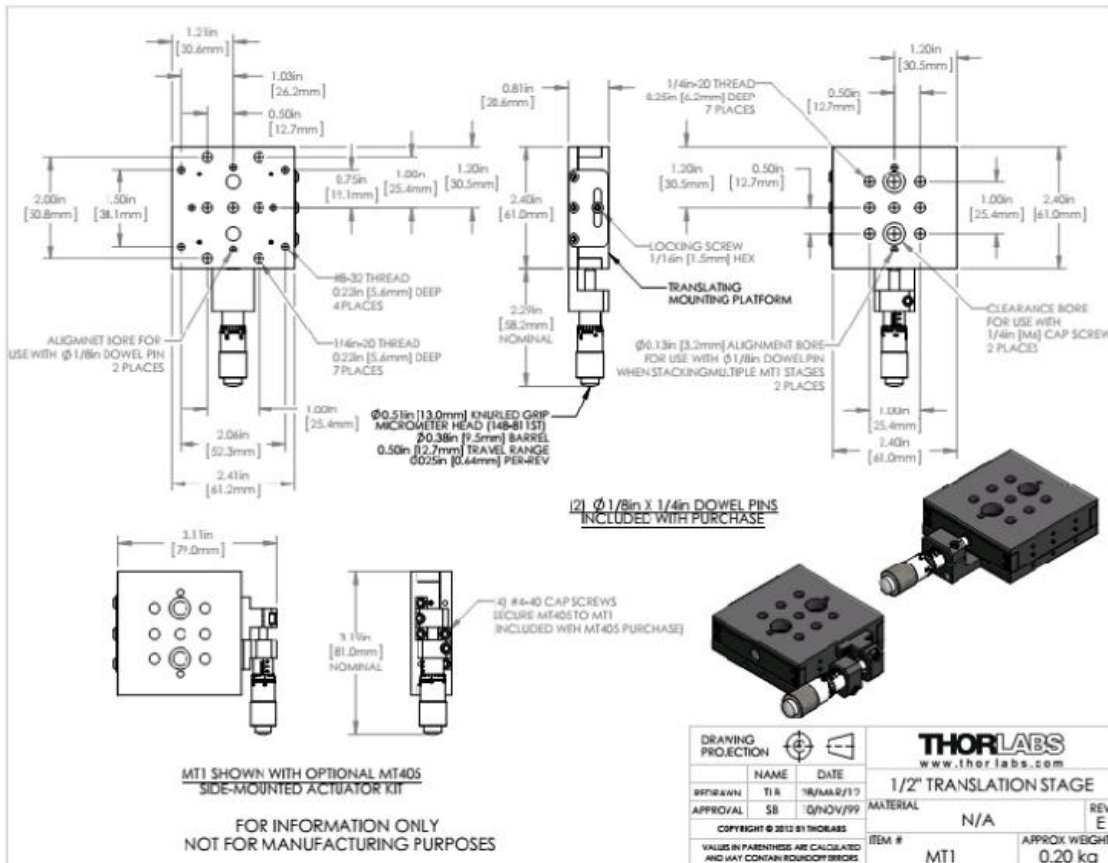 1.21in
[30.6mm]
1.03in
[26.2mm]
0.50in
[12.7mm]
2.00in
[50.8mm]
1.50in
[38.1mm]
0.75in
[19.1mm]
1.00in
[25.4mm]
1.20in
[30.5mm]
#8-32 THREAD
0.22in [5.6mm] DEEP
4 PLACES
ALIGMNET BORE FOR
USE WITH Ø1/8in DOWEL PIN
2 PLACES
1/4in-20 THREAD
0.22in [5.6mm] DEEP
7 PLACES
1.00in
[25.4mm]
2.06in
[52.3mm]
2.41in
[61.2mm]
0.81in
[20.6mm]
2.40in
[61.0mm]
2.29in
[58.2mm]
NOMINAL
LOCKING SCREW
1/16in [1.5mm] HEX
TRANSLATING
MOUNTING PLATFORM
Ø0.51in [13.0mm] KNURLED GRIP
MICROMETER HEAD (148-811ST)
Ø0.38in [9.5mm] BARREL
0.50in [12.7mm] TRAVEL RANGE
0.025in [0.64mm] PER-REV
1/4in-20 THREAD
0.25in [6.2mm] DEEP
7 PLACES
1.20in
[30.5mm]
0.50in
[12.7mm]
1.20in
[30.5mm]
0.50in
[12.7mm]
1.00in
[25.4mm]
2.40in
[61.0mm]
Ø0.13in [3.2mm] ALIGNMENT BORE
FOR USE WITH Ø1/8in DOWEL PIN
WHEN STACKING MULTIPLE MT1 STAGES
2 PLACES
CLEARANCE BORE
FOR USE WITH
1/4in [M6] CAP SCREW
2 PLACES
1.00in
[25.4mm]
2.40in
[61.0mm]
(2) Ø1/8in X 1/4in DOWEL PINS
INCLUDED WITH PURCHASE
3.11in
[79.0mm]
3.19in
[81.0mm]
NOMINAL
(4) #4-40 CAP SCREWS
SECURE MT405 TO MT1
(INCLUDED WITH MT405 PURCHASE)
MT1 SHOWN WITH OPTIONAL MT405
SIDE-MOUNTED ACTUATOR KIT
FOR INFORMATION ONLY
NOT FOR MANUFACTURING PURPOSES
DRAWING
PROJECTION
NAME DATE
REDRAWN TLB 28/MAR/12
APPROVAL SB 10/NOV/99
COPYRIGHT © 2012 BY THORLABS
VALUES IN PARENTHESIS ARE CALCULATED
AND MAY CONTAIN ROUNDOFF ERRORS
THORLABS
www.thorlabs.com
1/2" TRANSLATION STAGE
MATERIAL
N/A
REV
E
ITEM #
MT1
APPROX WEIGHT
0.20 kg